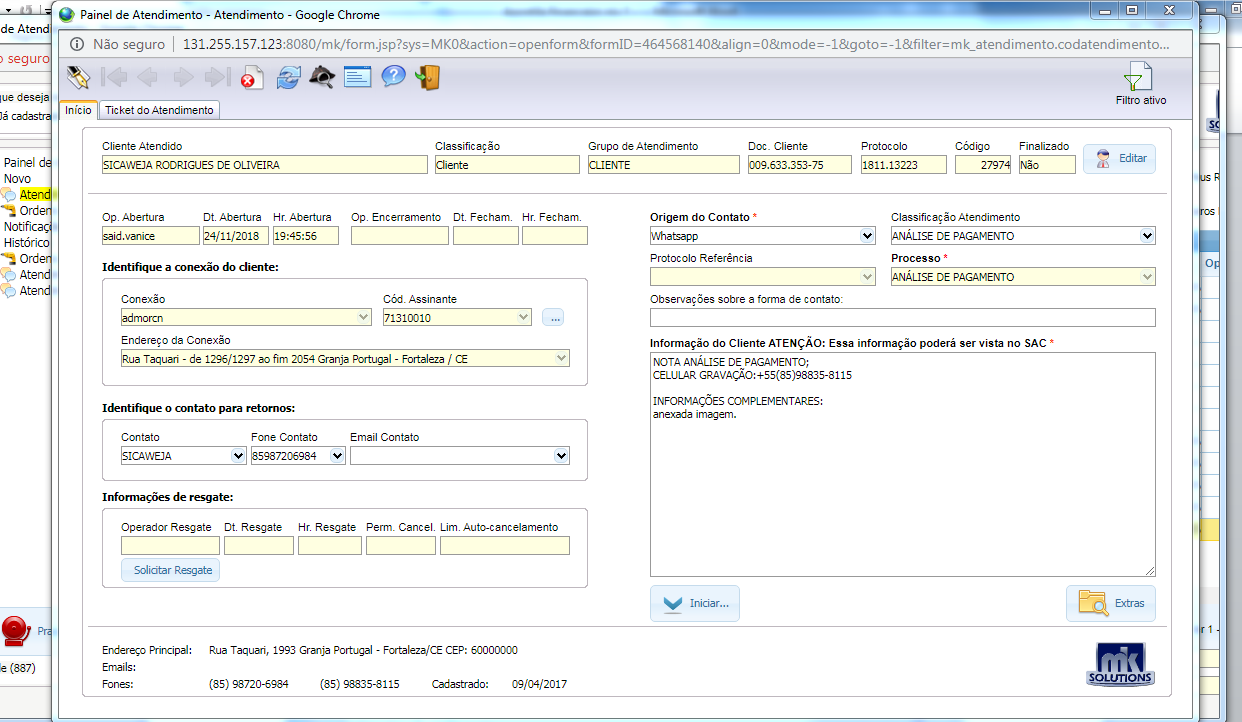 Painel de Atendimento - Atendimento - Google Chrome
Não seguro | 131.255.157.123:8080/mk/form.jsp?sys=MK0&action=openform&formID=464568140&align=0&mode=-1&goto=-1&filter=mk_atendimento.codatendimento...
Filtro ativo
Início
Ticket do Atendimento
Cliente Atendido Classificação Grupo de Atendimento Doc. Cliente Protocolo Código Finalizado
SICAWEJA RODRIGUES DE OLIVEIRA Cliente CLIENTE 009.633.353-75 1811.13223 27974 Não Editar
Op. Abertura Dt. Abertura Hr. Abertura Op. Encerramento Dt. Fecham. Hr. Fecham.
said.vanice 24/11/2018 19:45:56
Identifique a conexão do cliente:
Conexão Cód. Assinante
admorcn 71310010 ...
Endereço da Conexão
Rua Taquari - de 1296/1297 ao fim 2054 Granja Portugal - Fortaleza / CE
Identifique o contato para retornos:
Contato Fone Contato Email Contato
SICAWEJA 85987206984
Informações de resgate:
Operador Resgate Dt. Resgate Hr. Resgate Perm. Cancel. Lim. Auto-cancelamento
Solicitar Resgate
Origem do Contato * Classificação Atendimento
Whatsapp ANÁLISE DE PAGAMENTO
Protocolo Referência Processo *
ANÁLISE DE PAGAMENTO
Observações sobre a forma de contato:
Informação do Cliente ATENÇÃO: Essa informação poderá ser vista no SAC *
NOTA ANÁLISE DE PAGAMENTO;
CELULAR GRAVAÇÃO:+55(85)98835-8115
INFORMAÇÕES COMPLEMENTARES:
anexada imagem.
Iniciar... Extras
Endereço Principal: Rua Taquari, 1993 Granja Portugal - Fortaleza/CE CEP: 60000000
Emails:
Fones: (85) 98720-6984 (85) 98835-8115 Cadastrado: 09/04/2017
mk
SOLUTIONS
de Atend
o seguro
que deseja
Já cadastra
Painel de
Novo
Atend
Orden
Notificaçã
Histórico
Orden
Atend
Atend
Pra
e (887)
us R
ros
Op
r 1 -